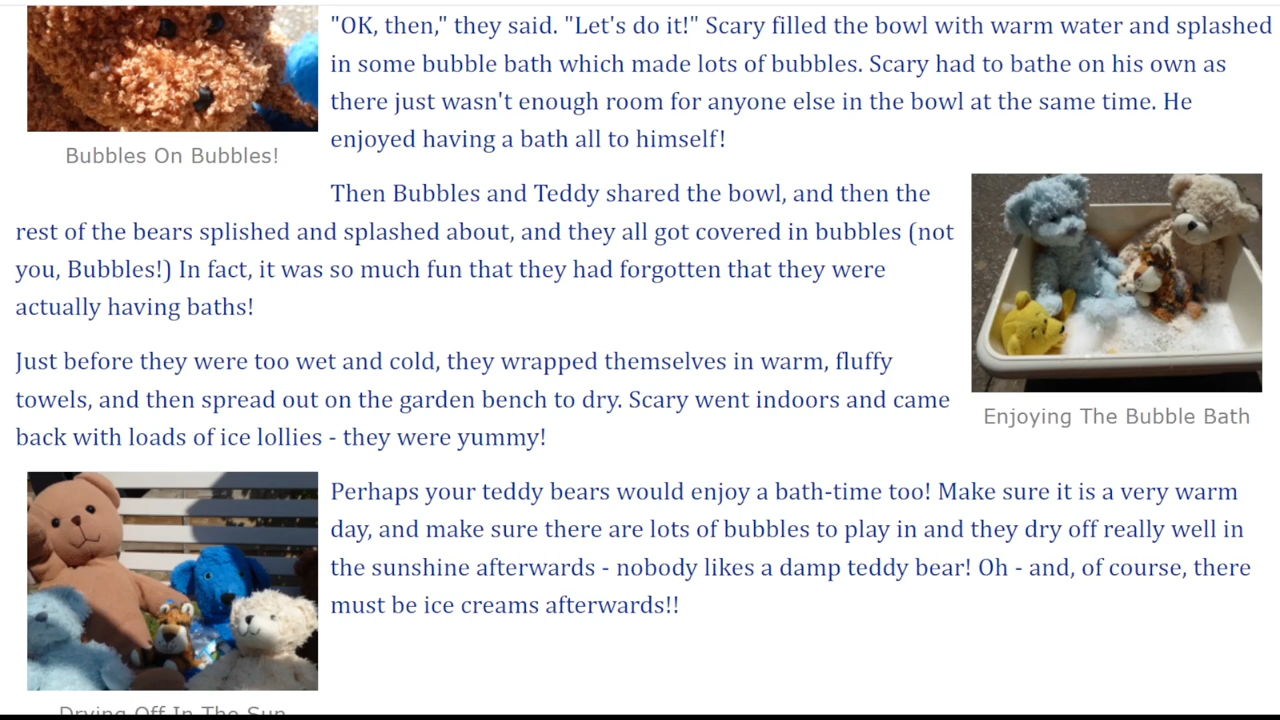 "OK, then," they said. "Let's do it!" Scary filled the bowl with warm water and splashed
in some bubble bath which made lots of bubbles. Scary had to bathe on his own as
there just wasn't enough room for anyone else in the bowl at the same time. He
enjoyed having a bath all to himself!
Bubbles On Bubbles!
Then Bubbles and Teddy shared the bowl, and then the
rest of the bears splished and splashed about, and they all got covered in bubbles (not
you, Bubbles!) In fact, it was so much fun that they had forgotten that they were
actually having baths!
Just before they were too wet and cold, they wrapped themselves in warm, fluffy
towels, and then spread out on the garden bench to dry. Scary went indoors and came
back with loads of ice lollies - they were yummy!
Enjoying The Bubble Bath
Perhaps your teddy bears would enjoy a bath-time too! Make sure it is a very warm
day, and make sure there are lots of bubbles to play in and they dry off really well in
the sunshine afterwards - nobody likes a damp teddy bear! Oh - and, of course, there
must be ice creams afterwards!!
Drying Off In The Sun